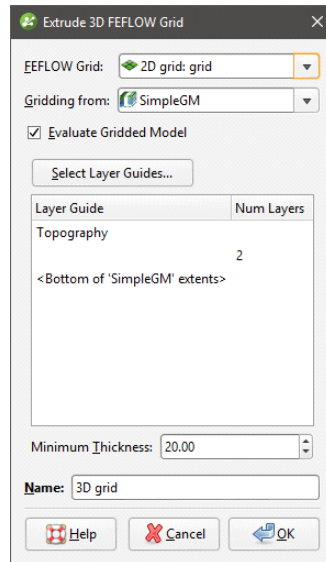 Extrude 3D FEFLOW Grid
FEFLOW Grid: 2D grid: grid
Gridding from: SimpleGM
Evaluate Gridded Model
Select Layer Guides...
Layer Guide Num Layers
Topography
2
<Bottom of 'SimpleGM' extents>
Minimum Thickness: 20.00
Name: 3D grid
Help Cancel OK